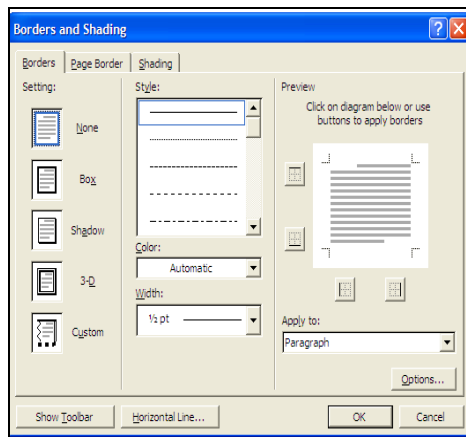 Borders and Shading
Borders Page Border Shading
Setting:
None
Box
Shadow
3-D
Custom
Style:
Color:
Automatic
Width:
½ pt
Preview
Click on diagram below or use
buttons to apply borders
Apply to:
Paragraph
Options...
Show Toolbar Horizontal Line... OK Cancel